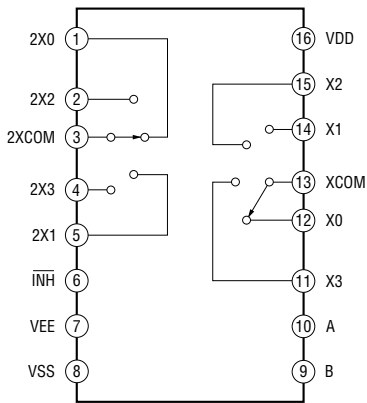 2X0 1
2X2 2
2XCOM 3
2X3 4
2X1 5
I̅N̅H̅ 6
VEE 7
VSS 8
16 VDD
15 X2
14 X1
13 XCOM
12 X0
11 X3
10 A
9 B